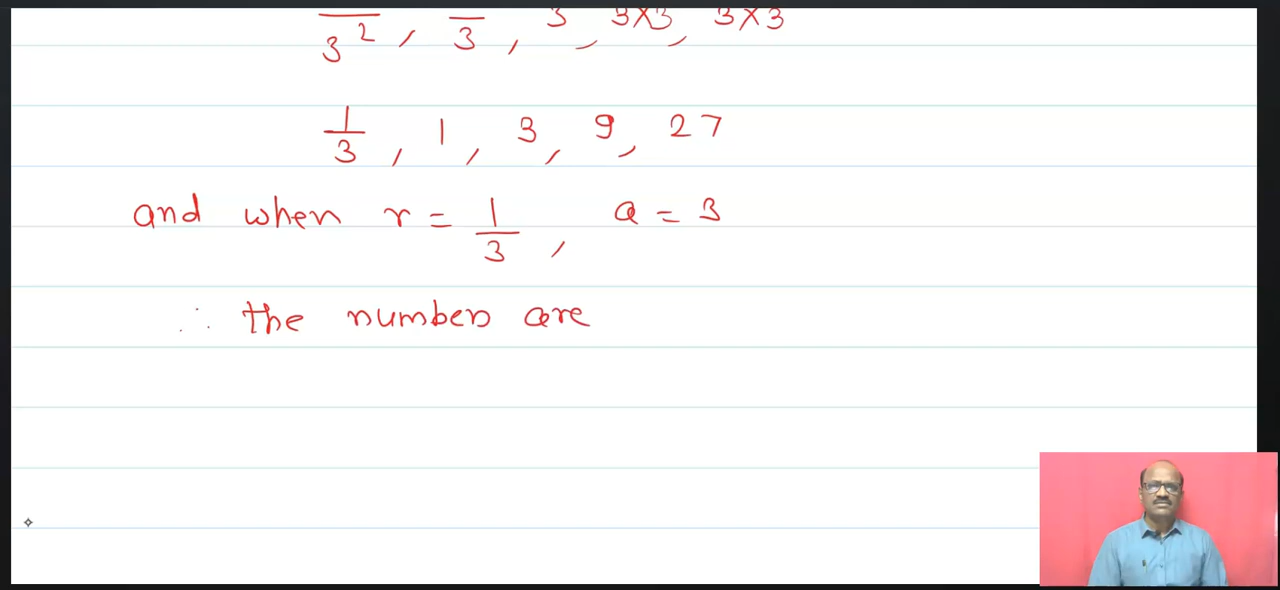 3², 3, 3, 3×3, 3×3
1/3, 1, 3, 9, 27
and when r = 1/3, a = 3
∴ the numbers are